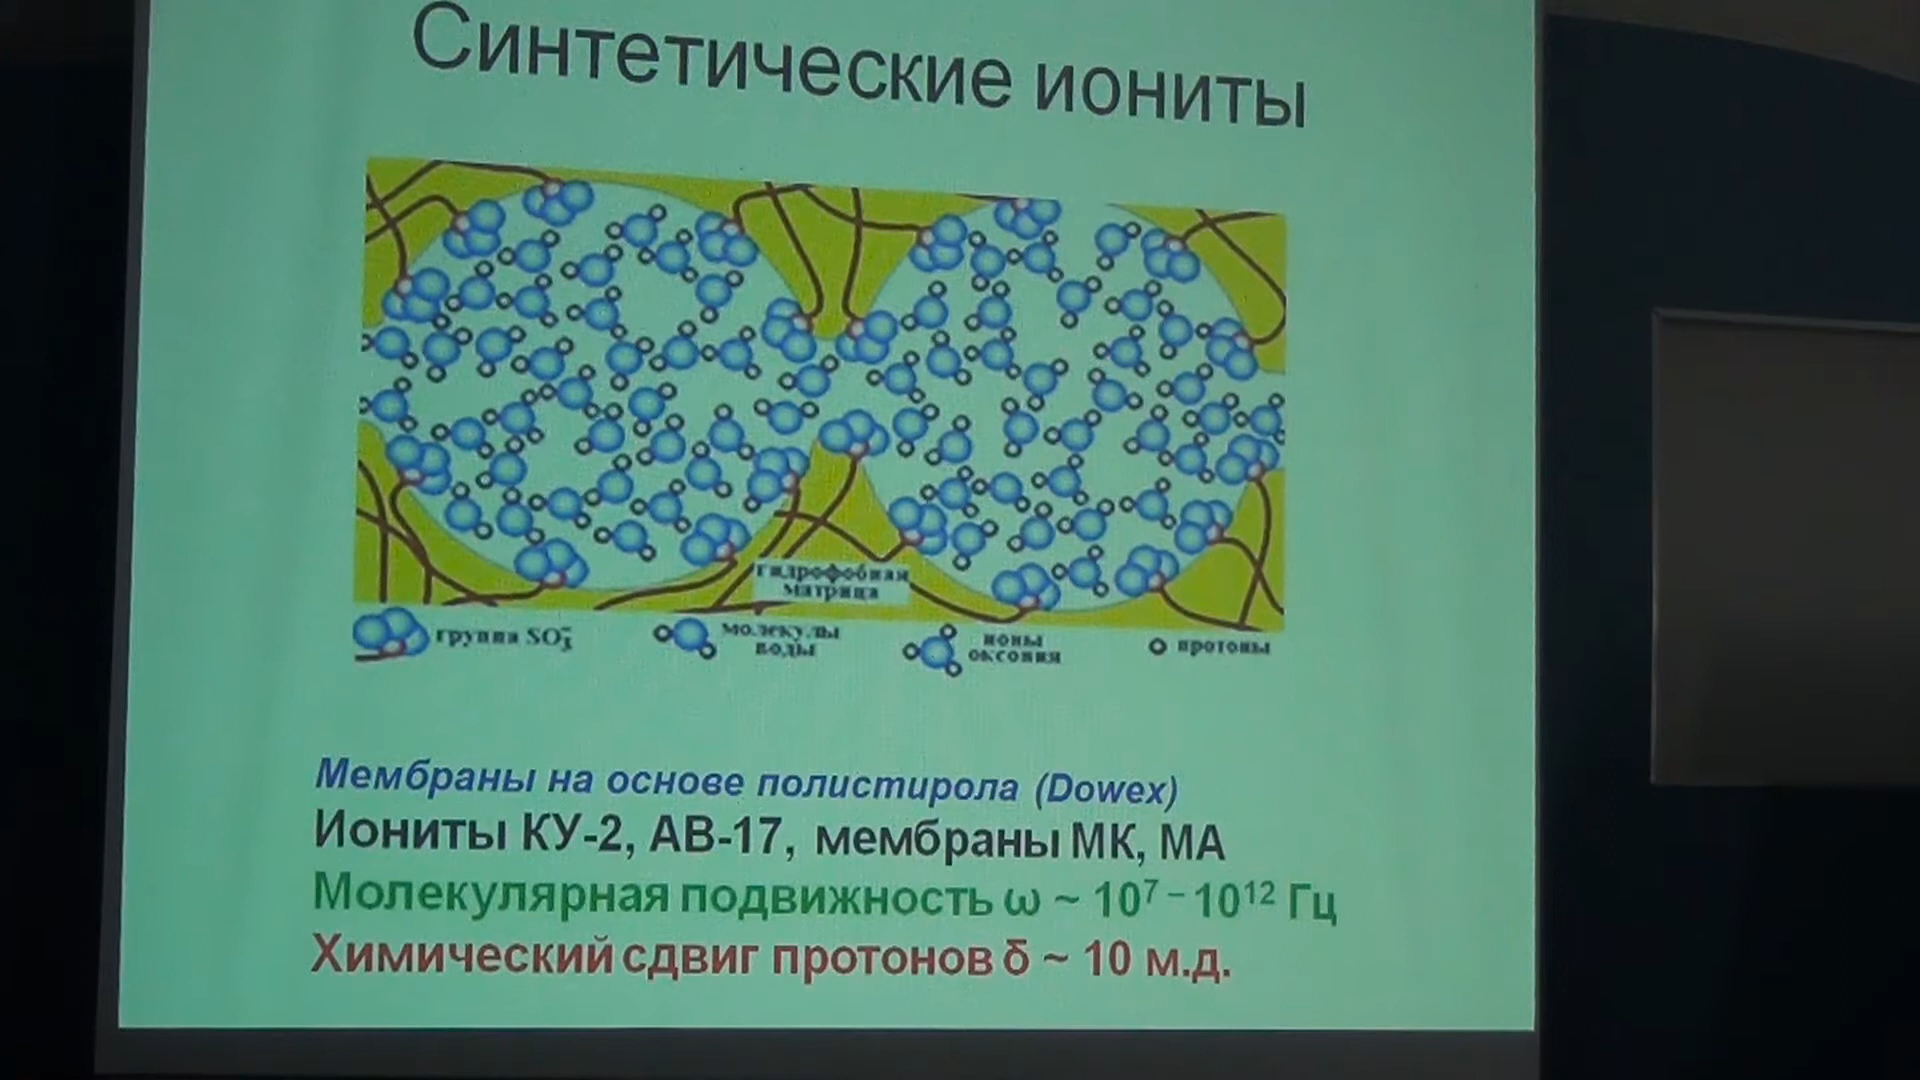 Синтетические иониты
гидрофобная
матрица
группа SO₃⁻
молекулы
воды
ионы
оксония
протоны
Мембраны на основе полистирола (Dowex)
Иониты КУ-2, АВ-17, мембраны МК, МА
Молекулярная подвижность ω ~ 10⁷ – 10¹² Гц
Химический сдвиг протонов δ ~ 10 м.д.